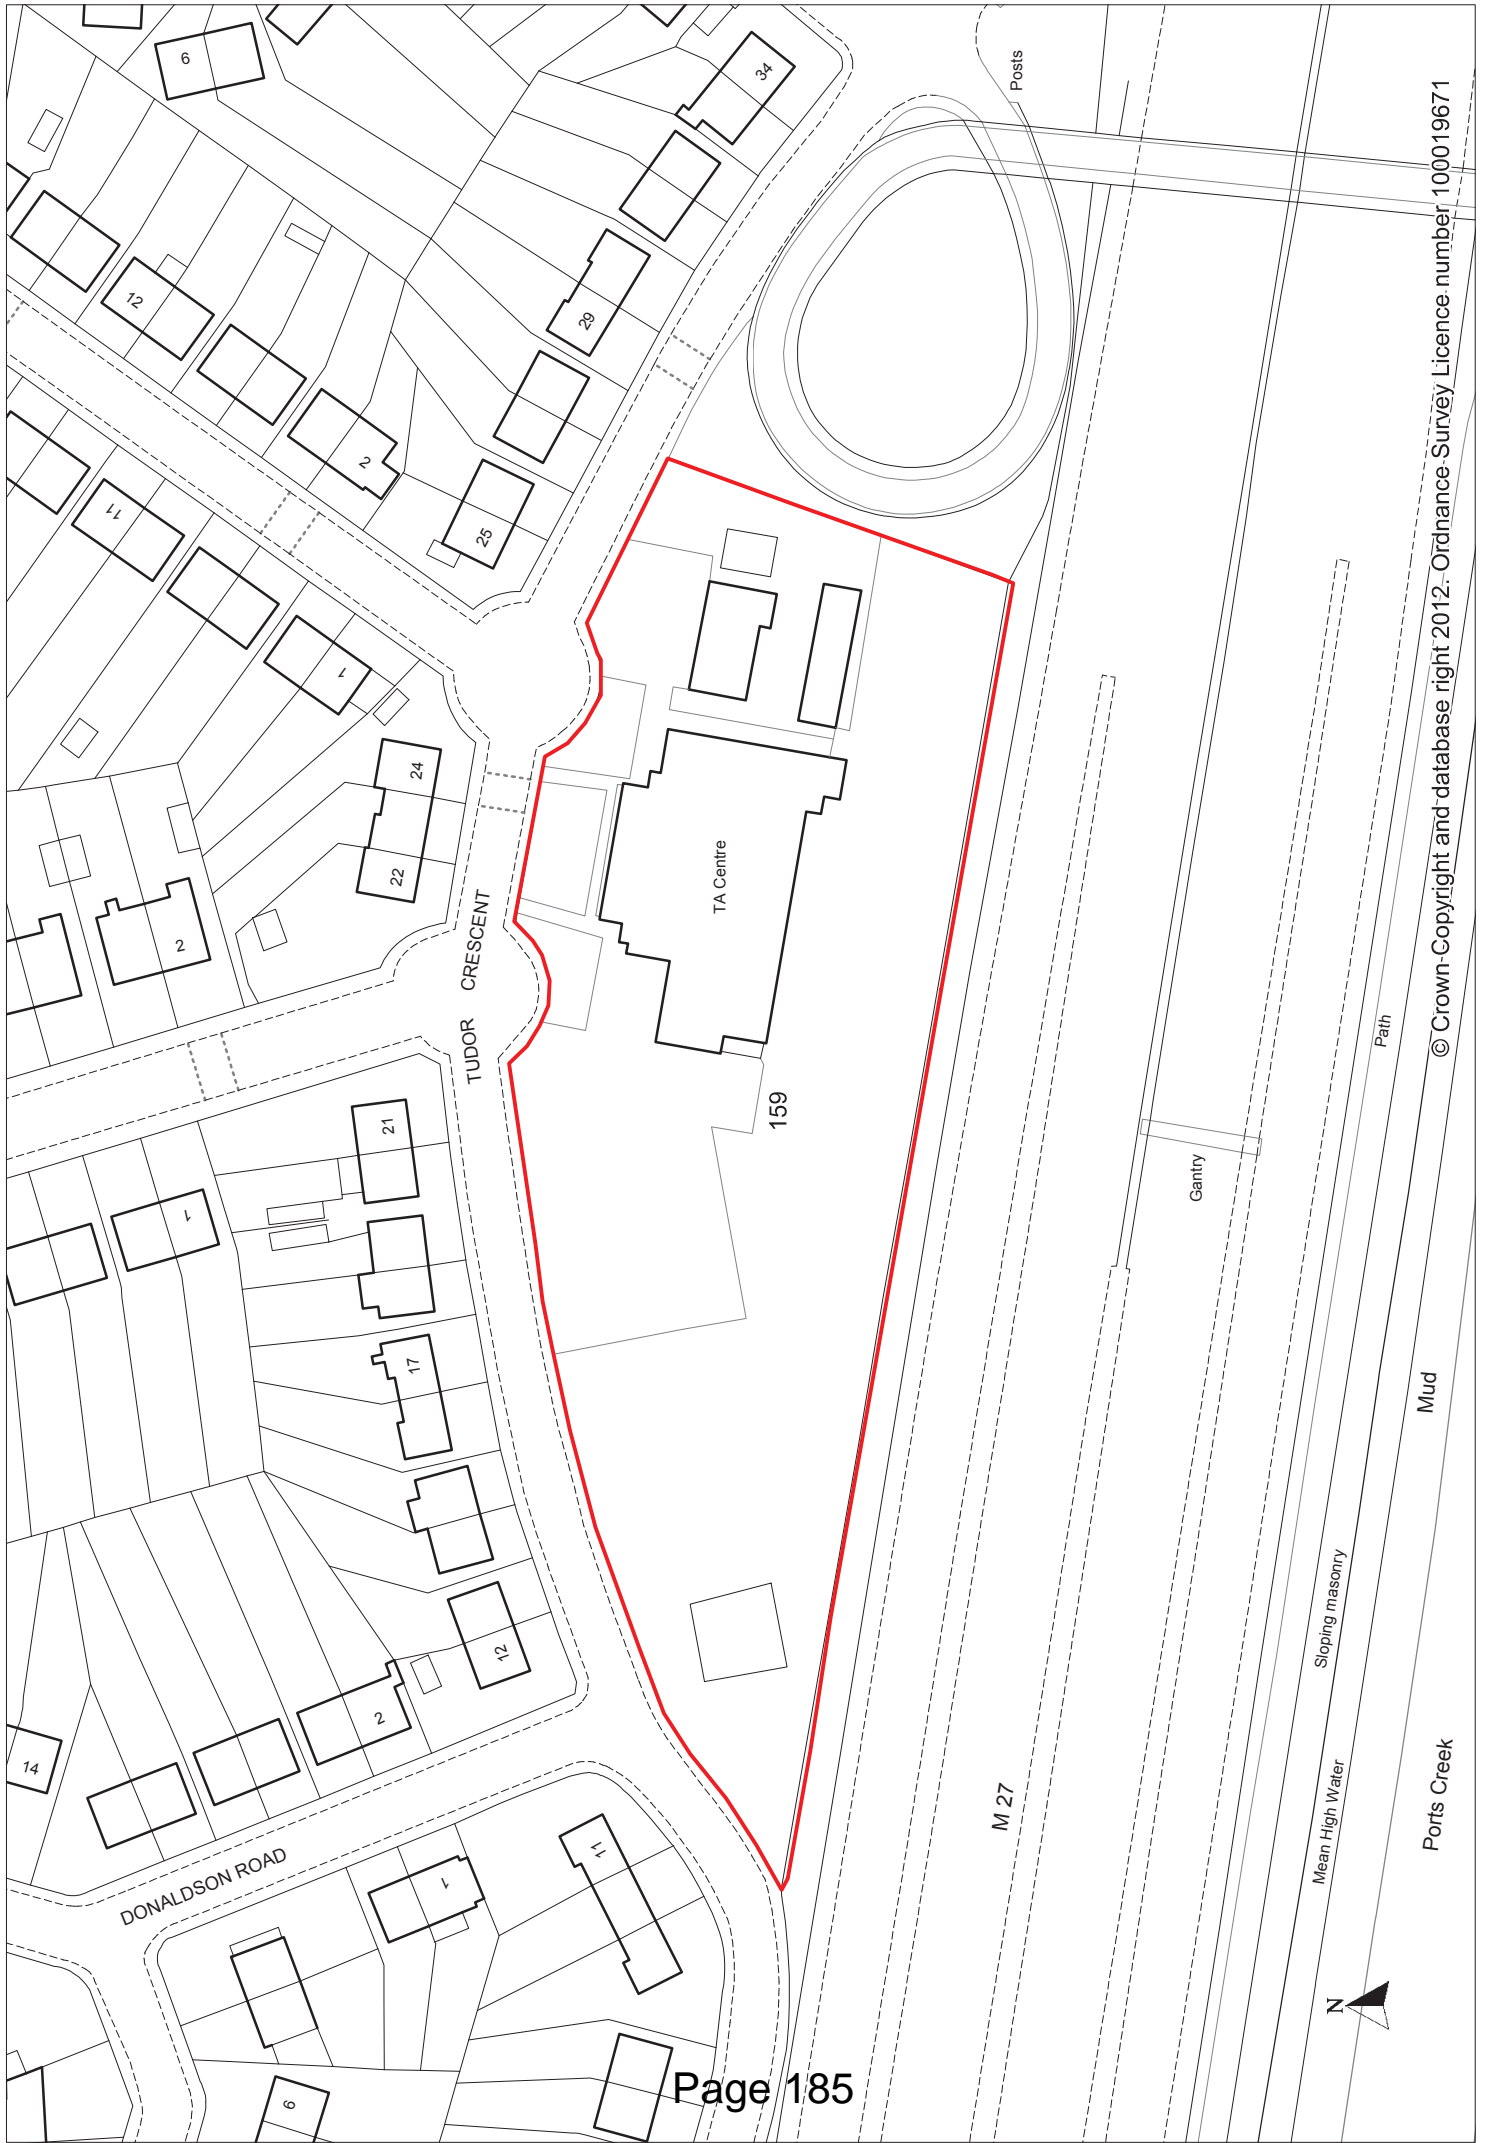 6
34
Posts
12
29
2
11
25
1
24
22
2
TUDOR CRESCENT
TA Centre
159
21
1
17
12
2
14
DONALDSON ROAD
1
11
6
M 27
Gantry
Path
Mud
Sloping masonry
Mean High Water
Ports Creek
N
© Crown Copyright and database right 2012. Ordnance Survey Licence number 100019671
Page 185